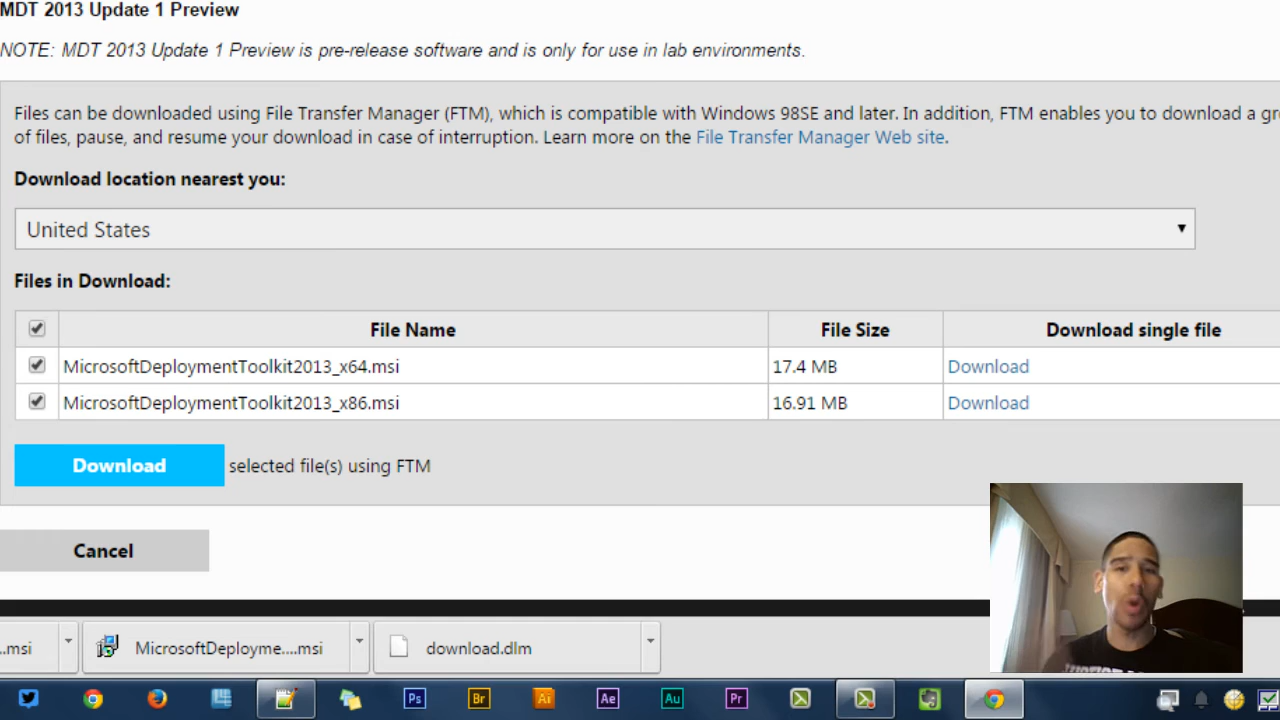 MDT 2013 Update 1 Preview
NOTE: MDT 2013 Update 1 Preview is pre-release software and is only for use in lab environments.
Files can be downloaded using File Transfer Manager (FTM), which is compatible with Windows 98SE and later. In addition, FTM enables you to download a gr
of files, pause, and resume your download in case of interruption. Learn more on the File Transfer Manager Web site.
Download location nearest you:
United States
Files in Download:
File Name File Size Download single file
MicrosoftDeploymentToolkit2013_x64.msi 17.4 MB Download
MicrosoftDeploymentToolkit2013_x86.msi 16.91 MB Download
Download selected file(s) using FTM
Cancel
..msi MicrosoftDeployme....msi download.dlm
Ps Br Ai Ae Au Pr